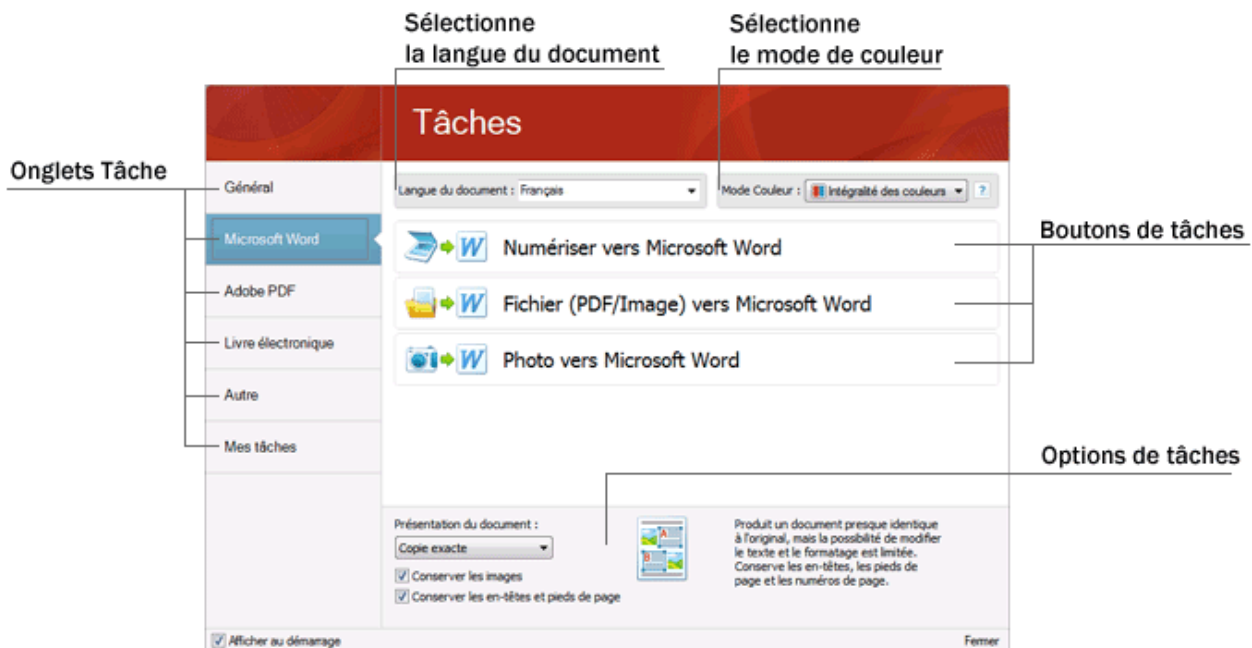 Sélectionne
la langue du document
Sélectionne
le mode de couleur
Tâches
Onglets Tâche
Général
Langue du document : Français
Mode Couleur : Intégralité des couleurs ?
Microsoft Word
Numériser vers Microsoft Word
Boutons de tâches
Adobe PDF
Fichier (PDF/Image) vers Microsoft Word
Livre électronique
Photo vers Microsoft Word
Autre
Mes tâches
Options de tâches
Présentation du document :
Copie exacte
Conserver les images
Conserver les en-têtes et pieds de page
A
B
Produit un document presque identique
à l'original, mais la possibilité de modifier
le texte et le formatage est limitée.
Conserve les en-têtes, les pieds de
page et les numéros de page.
Afficher au démarrage
Fermer